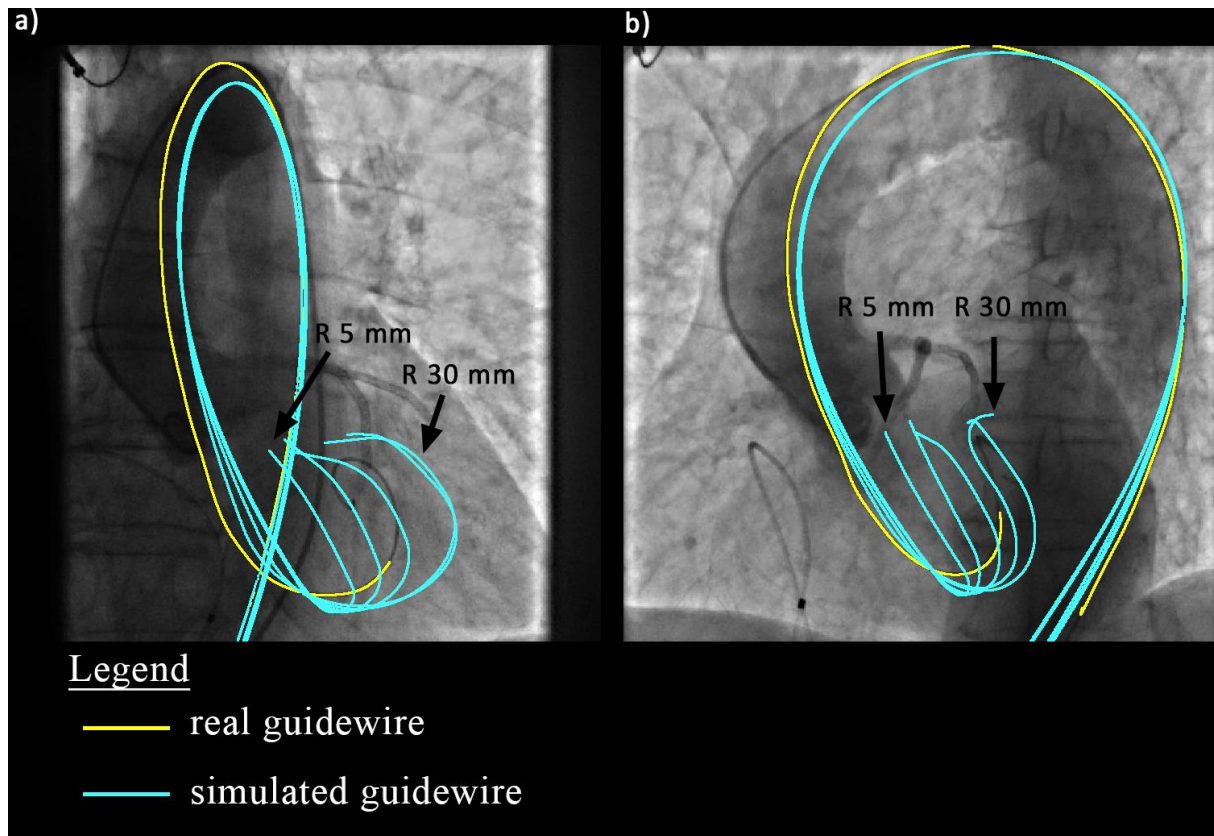 a)
b)
R 5 mm
R 30 mm
R 5 mm
R 30 mm
Legend
real guidewire
simulated guidewire